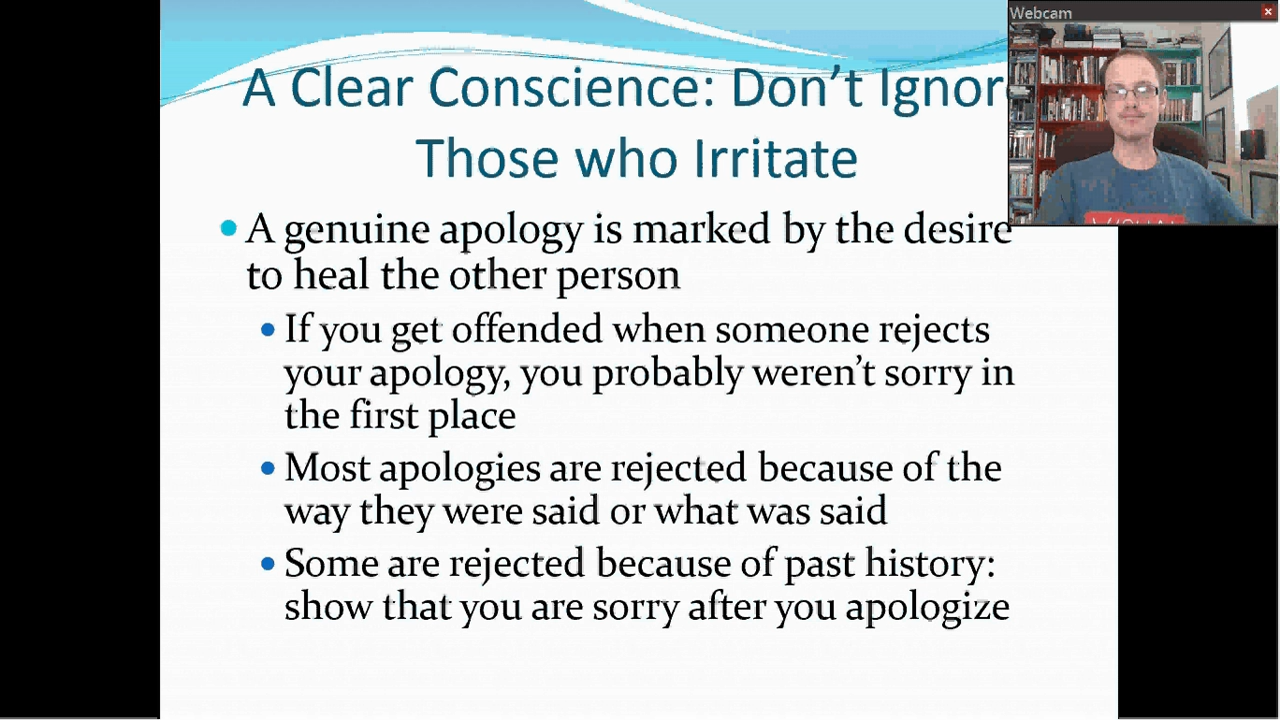 Webcam
A Clear Conscience: Don't Ignor
Those who Irritate
• A genuine apology is marked by the desire
to heal the other person
• If you get offended when someone rejects
your apology, you probably weren't sorry in
the first place
• Most apologies are rejected because of the
way they were said or what was said
• Some are rejected because of past history:
show that you are sorry after you apologize